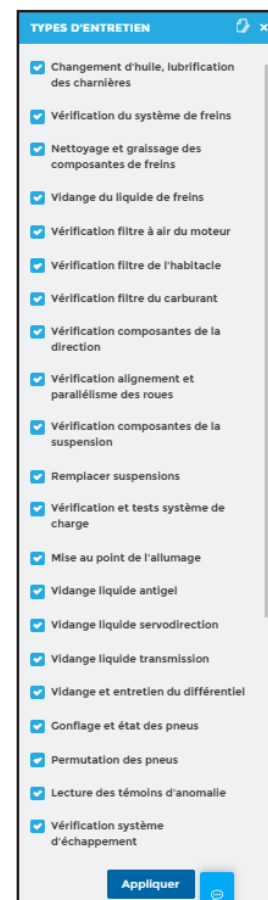 TYPES D'ENTRETIEN
Changement d'huile, lubrification
des charnières
Vérification du système de freins
Nettoyage et graissage des
composantes de freins
Vidange du liquide de freins
Vérification filtre à air du moteur
Vérification filtre de l'habitacle
Vérification filtre du carburant
Vérification composantes de la
direction
Vérification alignement et
parallélisme des roues
Vérification composantes de la
suspension
Remplacer suspensions
Vérification et tests système de
charge
Mise au point de l'allumage
Vidange liquide antigel
Vidange liquide servodirection
Vidange liquide transmission
Vidange et entretien du différentiel
Gonflage et état des pneus
Permutation des pneus
Lecture des témoins d'anomalie
Vérification système
d'échappement
Appliquer